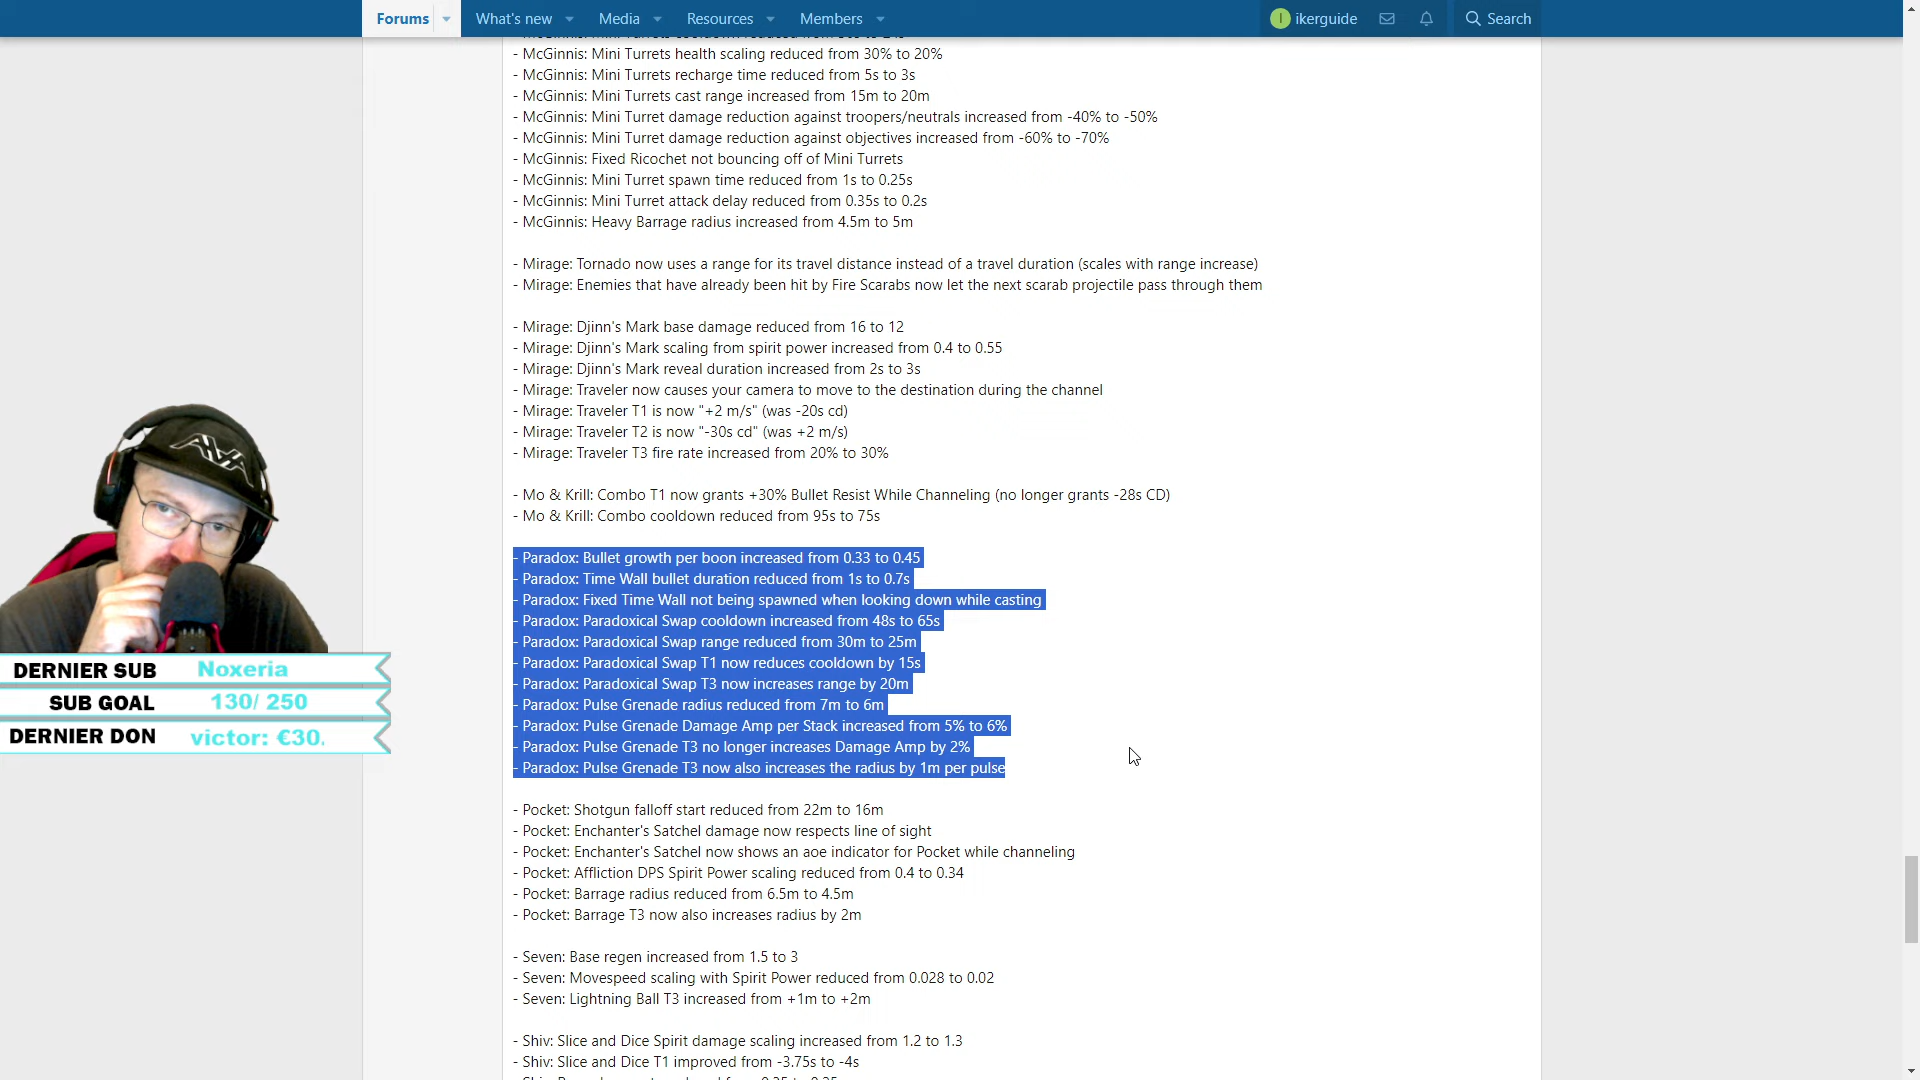 Forums
What's new
Media
Resources
Members
ikerguide
Search
- McGinnis: Mini Turrets health scaling reduced from 30% to 20%
- McGinnis: Mini Turrets recharge time reduced from 5s to 3s
- McGinnis: Mini Turrets cast range increased from 15m to 20m
- McGinnis: Mini Turret damage reduction against troopers/neutrals increased from -40% to -50%
- McGinnis: Mini Turret damage reduction against objectives increased from -60% to -70%
- McGinnis: Fixed Ricochet not bouncing off of Mini Turrets
- McGinnis: Mini Turret spawn time reduced from 1s to 0.25s
- McGinnis: Mini Turret attack delay reduced from 0.35s to 0.2s
- McGinnis: Heavy Barrage radius increased from 4.5m to 5m
- Mirage: Tornado now uses a range for its travel distance instead of a travel duration (scales with range increase)
- Mirage: Enemies that have already been hit by Fire Scarabs now let the next scarab projectile pass through them
- Mirage: Djinn's Mark base damage reduced from 16 to 12
- Mirage: Djinn's Mark scaling from spirit power increased from 0.4 to 0.55
- Mirage: Djinn's Mark reveal duration increased from 2s to 3s
- Mirage: Traveler now causes your camera to move to the destination during the channel
- Mirage: Traveler T1 is now "+2 m/s" (was -20s cd)
- Mirage: Traveler T2 is now "-30s cd" (was +2 m/s)
- Mirage: Traveler T3 fire rate increased from 20% to 30%
- Mo & Krill: Combo T1 now grants +30% Bullet Resist While Channeling (no longer grants -28s CD)
- Mo & Krill: Combo cooldown reduced from 95s to 75s
- Paradox: Bullet growth per boon increased from 0.33 to 0.45
- Paradox: Time Wall bullet duration reduced from 1s to 0.7s
- Paradox: Fixed Time Wall not being spawned when looking down while casting
- Paradox: Paradoxical Swap cooldown increased from 48s to 65s
- Paradox: Paradoxical Swap range reduced from 30m to 25m
- Paradox: Paradoxical Swap T1 now reduces cooldown by 15s
- Paradox: Paradoxical Swap T3 now increases range by 20m
- Paradox: Pulse Grenade radius reduced from 7m to 6m
- Paradox: Pulse Grenade Damage Amp per Stack increased from 5% to 6%
- Paradox: Pulse Grenade T3 no longer increases Damage Amp by 2%
- Paradox: Pulse Grenade T3 now also increases the radius by 1m per pulse
- Pocket: Shotgun falloff start reduced from 22m to 16m
- Pocket: Enchanter's Satchel damage now respects line of sight
- Pocket: Enchanter's Satchel now shows an aoe indicator for Pocket while channeling
- Pocket: Affliction DPS Spirit Power scaling reduced from 0.4 to 0.34
- Pocket: Barrage radius reduced from 6.5m to 4.5m
- Pocket: Barrage T3 now also increases radius by 2m
- Seven: Base regen increased from 1.5 to 3
- Seven: Movespeed scaling with Spirit Power reduced from 0.028 to 0.02
- Seven: Lightning Ball T3 increased from +1m to +2m
- Shiv: Slice and Dice Spirit damage scaling increased from 1.2 to 1.3
- Shiv: Slice and Dice T1 improved from -3.75s to -4s
DERNIER SUB Noxeria
SUB GOAL 130/ 250
DERNIER DON victor: €30.